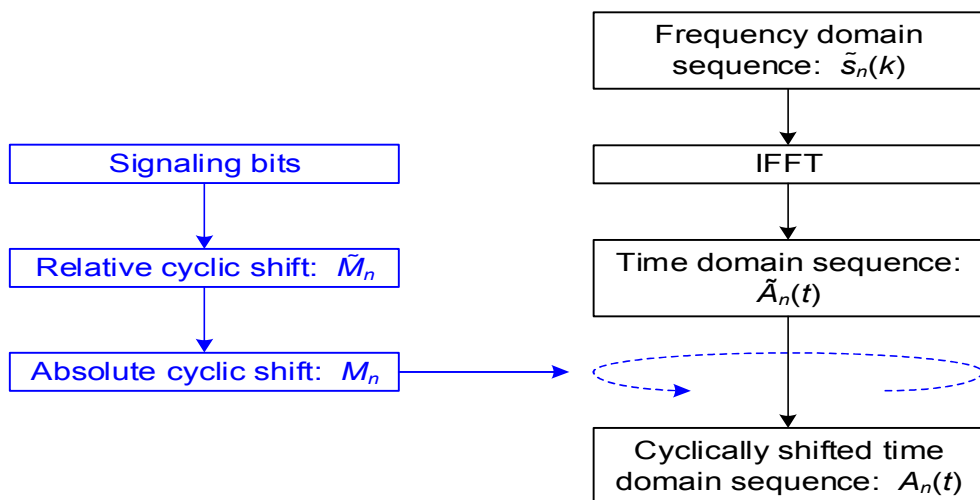 Frequency domain
sequence: s̃ₙ(k)
Signaling bits
IFFT
Relative cyclic shift: M̃ₙ
Time domain sequence:
Ãₙ(t)
Absolute cyclic shift: Mₙ
Cyclically shifted time
domain sequence: Aₙ(t)